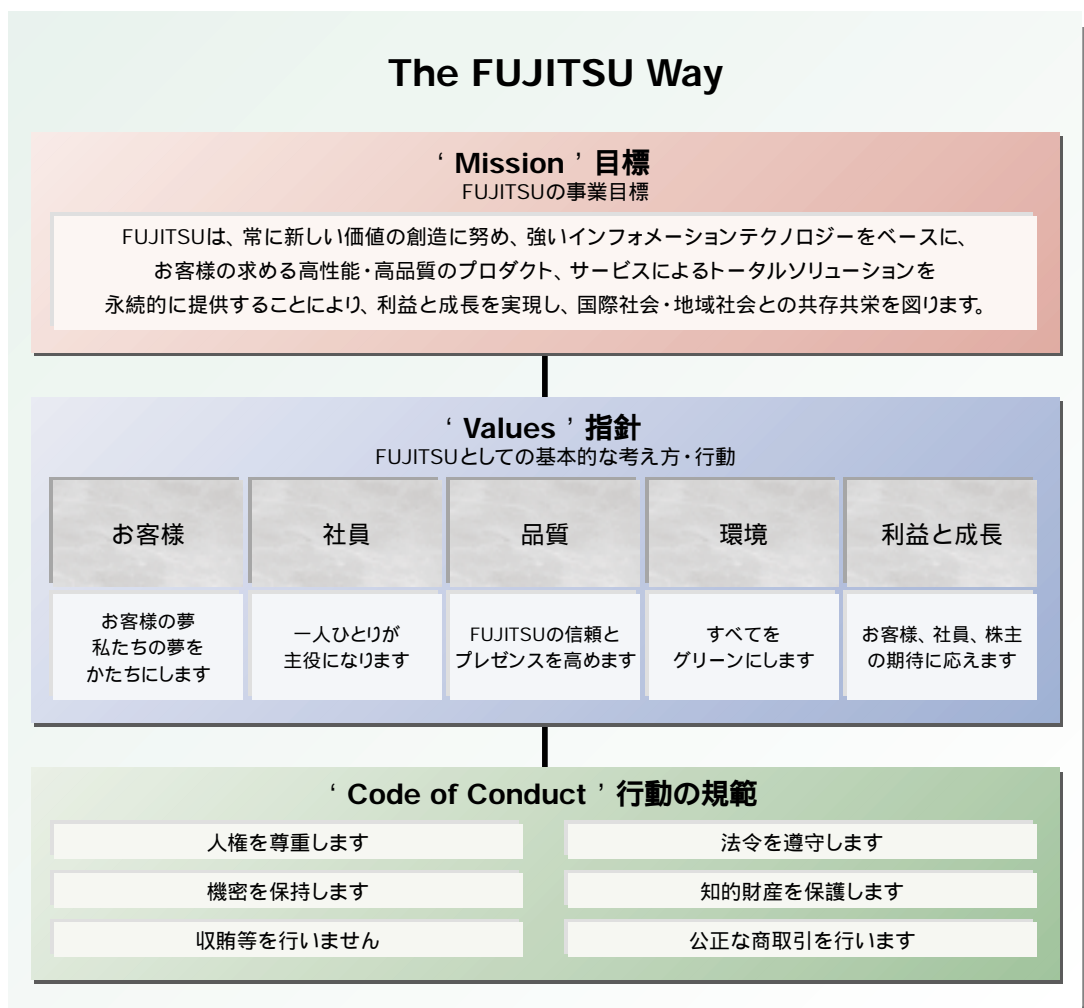 The FUJITSU Way
‘ Mission ’ 目標
FUJITSUの事業目標
FUJITSUは、常に新しい価値の創造に努め、強いインフォメーションテクノロジーをベースに、
お客様の求める高性能・高品質のプロダクト、サービスによるトータルソリューションを
永続的に提供することにより、利益と成長を実現し、国際社会・地域社会との共存共栄を図ります。
‘ Values ’ 指針
FUJITSUとしての基本的な考え方・行動
お客様
社員
品質
環境
利益と成長
お客様の夢
私たちの夢を
かたちにします
一人ひとりが
主役になります
FUJITSUの信頼と
プレゼンスを高めます
すべてを
グリーンにします
お客様、社員、株主
の期待に応えます
‘ Code of Conduct ’ 行動の規範
人権を尊重します
法令を遵守します
機密を保持します
知的財産を保護します
収賄等を行いません
公正な商取引を行います